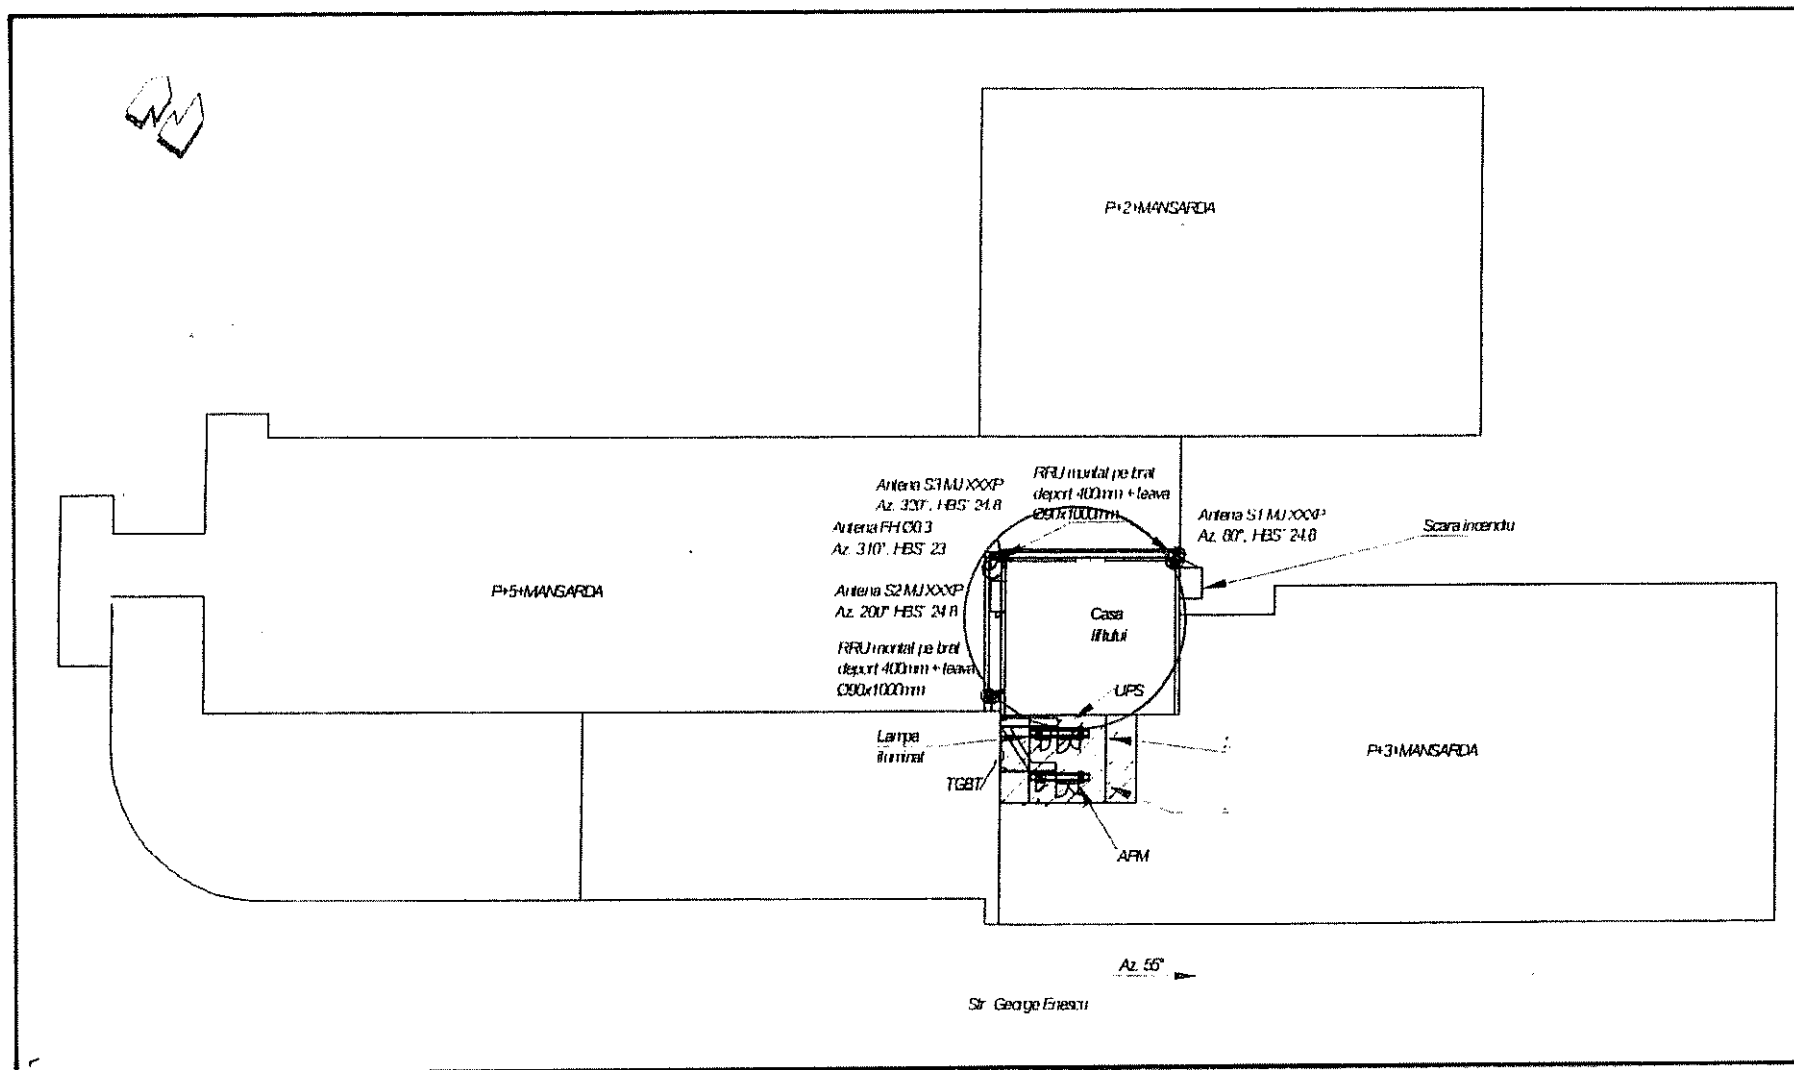 N
N
P+2+MANSARDA
Antena S3 MJ XXXP
Az. 320°, HBS* 24.8
RRU montat pe brat
deport 400mm + teava
Ø90x1000mm
Antena FH Ø0.3
Az. 310°, HBS* 23
Antena S1 MJ XXXP
Az. 80°, HBS* 24.8
Scara incendiu
P+5+MANSARDA
Antena S2 MJ XXXP
Az. 200° HBS* 24.8
Casa
liftului
RRU montat pe brat
deport 400mm + teava
Ø90x1000mm
UPS
Lampa
iluminat
TGBT
P+3+MANSARDA
APM
Az. 55°
Str George Enescu